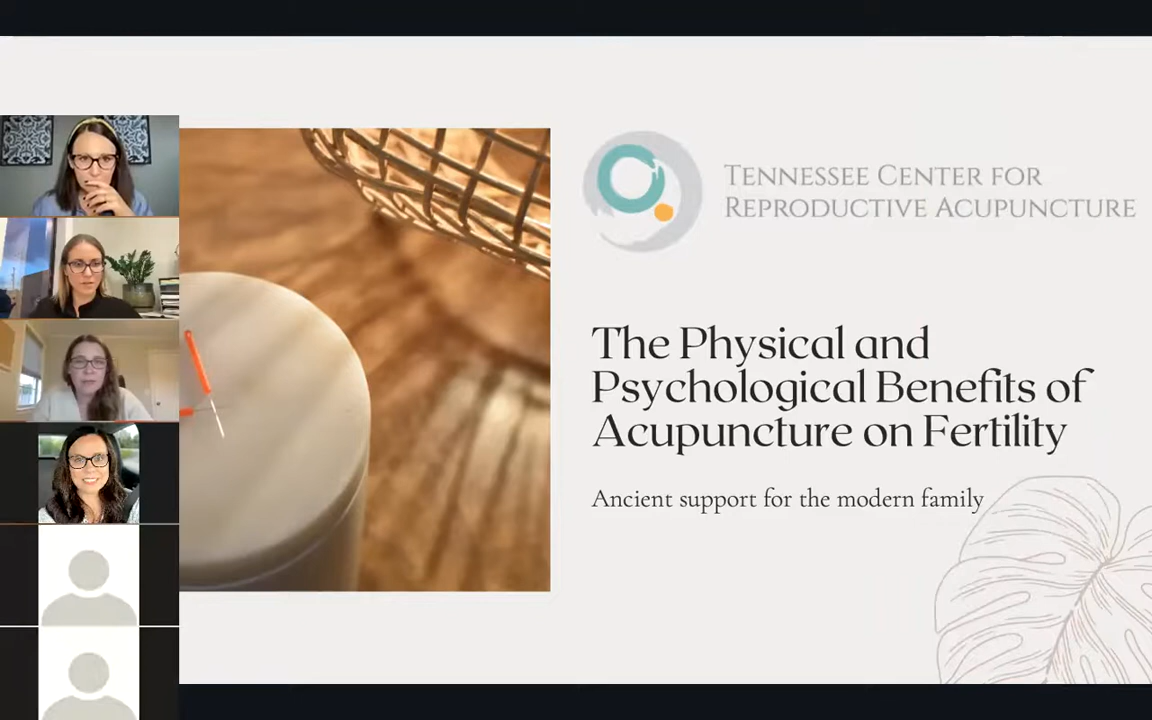 Tennessee Center for
Reproductive Acupuncture
The Physical and
Psychological Benefits of
Acupuncture on Fertility
Ancient support for the modern family